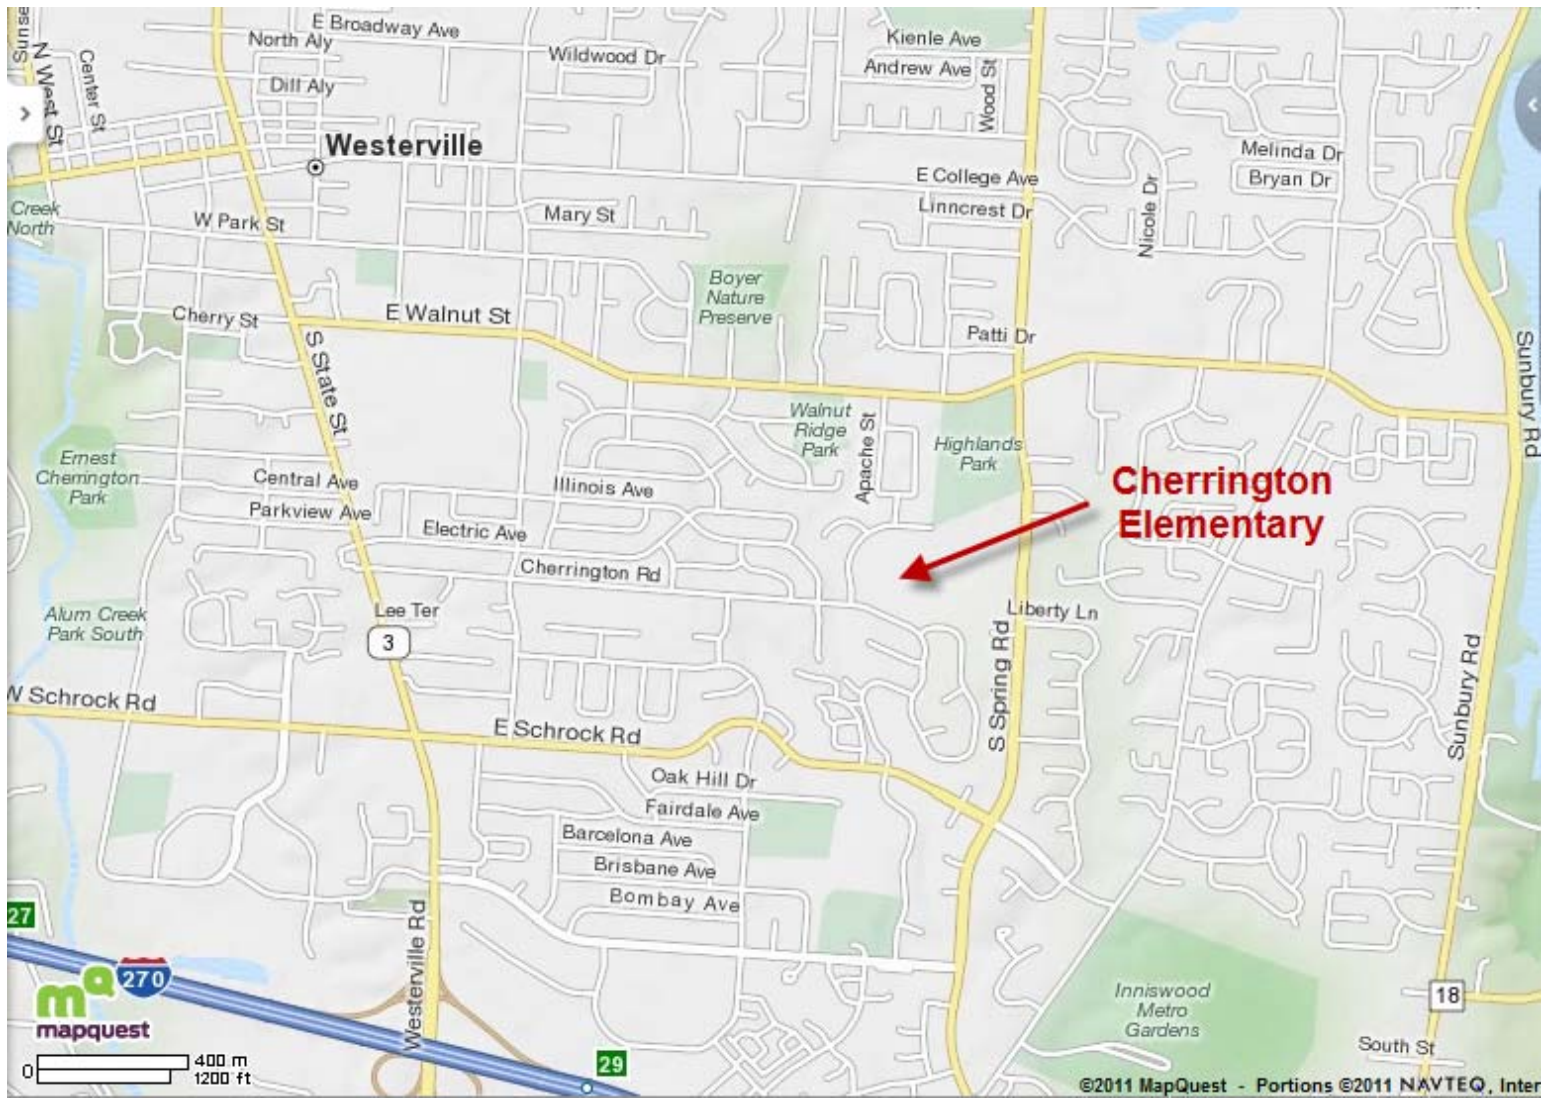 E Broadway Ave
North Aly
Wildwood Dr
Kienle Ave
Andrew Ave
Wood St
N West St
Center St
Dill Aly
Westerville
Melinda Dr
Bryan Dr
E College Ave
Linncrest Dr
Nicole Dr
Creek
North
W Park St
Mary St
Boyer
Nature
Preserve
Cherry St
E Walnut St
Patti Dr
S State St
Sunbury Rd
Walnut
Ridge
Park
Apache St
Highlands
Park
Ernest
Cherrington
Park
Central Ave
Illinois Ave
Cherrington
Elementary
Parkview Ave
Electric Ave
Cherrington Rd
Alum Creek
Park South
Lee Ter
3
Liberty Ln
S Spring Rd
Sunbury Rd
W Schrock Rd
E Schrock Rd
Oak Hill Dr
Fairdale Ave
Barcelona Ave
Brisbane Ave
Bombay Ave
27
Westerville Rd
270
mapquest
Inniswood
Metro
Gardens
18
South St
29
0
400 m
1200 ft
©2011 MapQuest - Portions ©2011 NAVTEQ, Inter